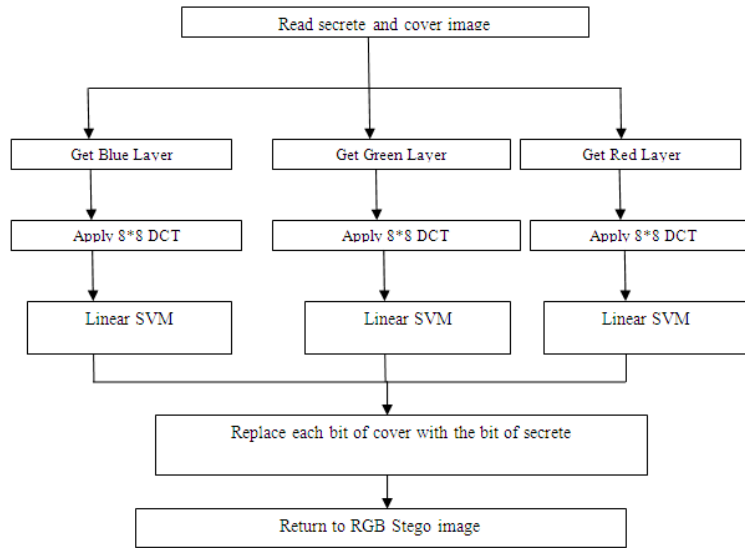 Read secrete and cover image
Get Blue Layer
Get Green Layer
Get Red Layer
Apply 8*8 DCT
Apply 8*8 DCT
Apply 8*8 DCT
Linear SVM
Linear SVM
Linear SVM
Replace each bit of cover with the bit of secrete
Return to RGB Stego image